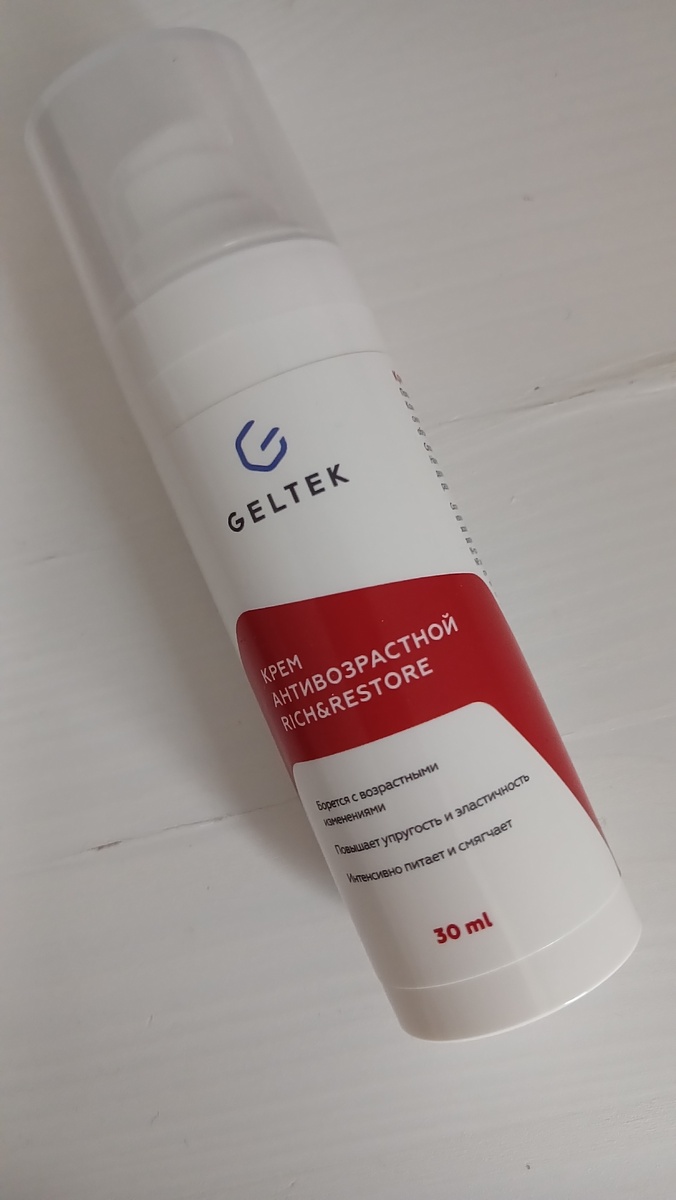 GELTEK
КРЕМ
АНТИВОЗРАСТНОЙ
RICH&RESTORE
Борется с возрастными
изменениями
Повышает упругость и эластичность
Интенсивно питает и смягчает
30 ml